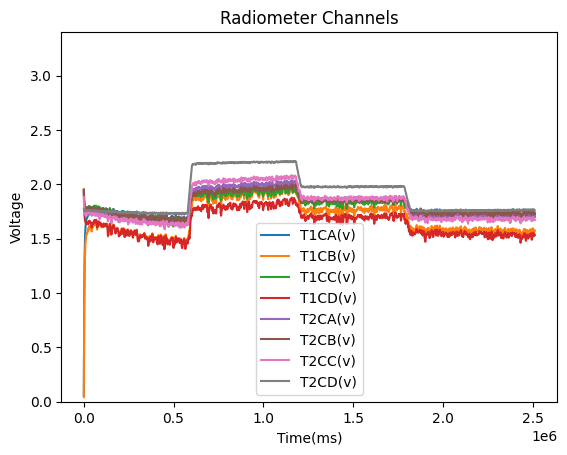 Radiometer Channels
Voltage
3.0
2.5
2.0
1.5
1.0
0.5
0.0
T1CA(v)
T1CB(v)
T1CC(v)
T1CD(v)
T2CA(v)
T2CB(v)
T2CC(v)
T2CD(v)
0.0 0.5 1.0 1.5 2.0 2.5
1e6
Time(ms)